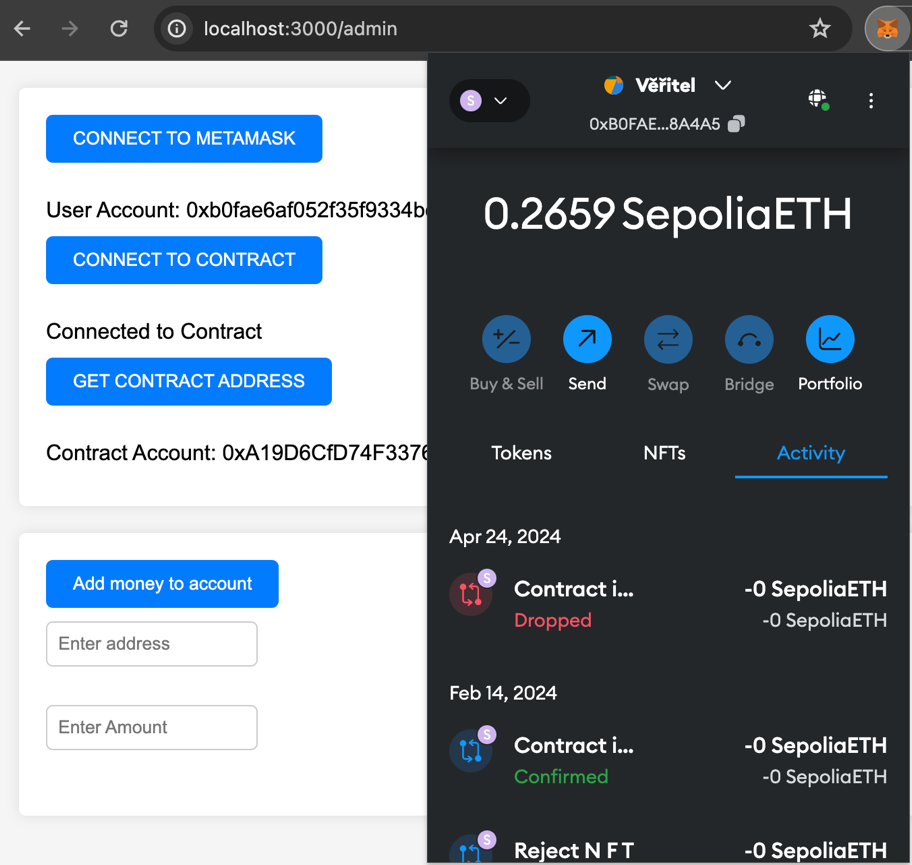 localhost:3000/admin
CONNECT TO METAMASK
User Account: 0xb0fae6af052f35f9334b
CONNECT TO CONTRACT
Connected to Contract
GET CONTRACT ADDRESS
Contract Account: 0xA19D6CfD74F3376
Add money to account
Enter address
Enter Amount
S
Věřitel
0xB0FAE...8A4A5
0.2659 SepoliaETH
Buy & Sell
Send
Swap
Bridge
Portfolio
Tokens
NFTs
Activity
Apr 24, 2024
S
Contract i... -0 SepoliaETH
Dropped -0 SepoliaETH
Feb 14, 2024
S
Contract i... -0 SepoliaETH
Confirmed -0 SepoliaETH
S
Reject N F T -0 SepoliaETH